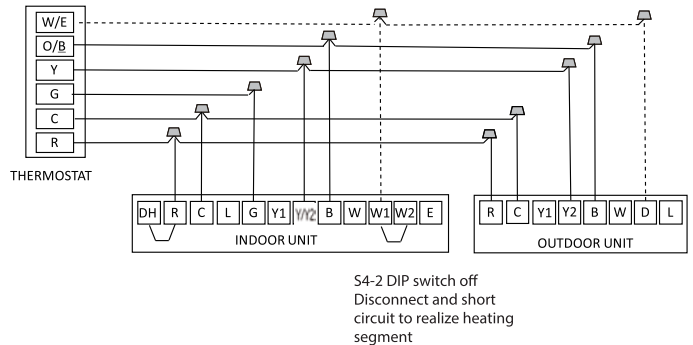 W/E
O/B
Y
G
C
R
THERMOSTAT
DH R C L G Y1 Y/Y2 B W W1 W2 E
INDOOR UNIT
R C Y1 Y2 B W D L
OUTDOOR UNIT
S4-2 DIP switch off
Disconnect and short
circuit to realize heating
segment